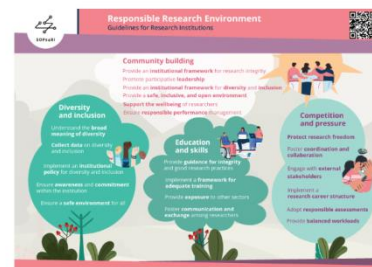 SOPs4RI
Responsible Research Environment
Guidelines for Research Institutions
Community building
Provide an institutional framework for research integrity
Promote participative leadership
Provide an institutional framework for diversity and inclusion
Provide a safe, inclusive, and open environment
Support the wellbeing of researchers
responsible performance management
Diversity
and inclusion
Understand the broad
meaning of diversity
Collect data on diversity
and inclusion
Implement an institutional
policy for diversity and inclusion
Ensure awareness and commitment
within the institution
Ensure a safe environment for all
Education
and skills
Provide guidance for integrity
and good research practices
Implement a framework for
adequate training
Provide exposure to other sectors
Foster communication and
exchange among researchers
Competition
and pressure
Protect research freedom
Foster coordination and
collaboration
Engage with external
stakeholders
Implement a
research career structure
Adopt responsible assessments
Provide balanced workloads